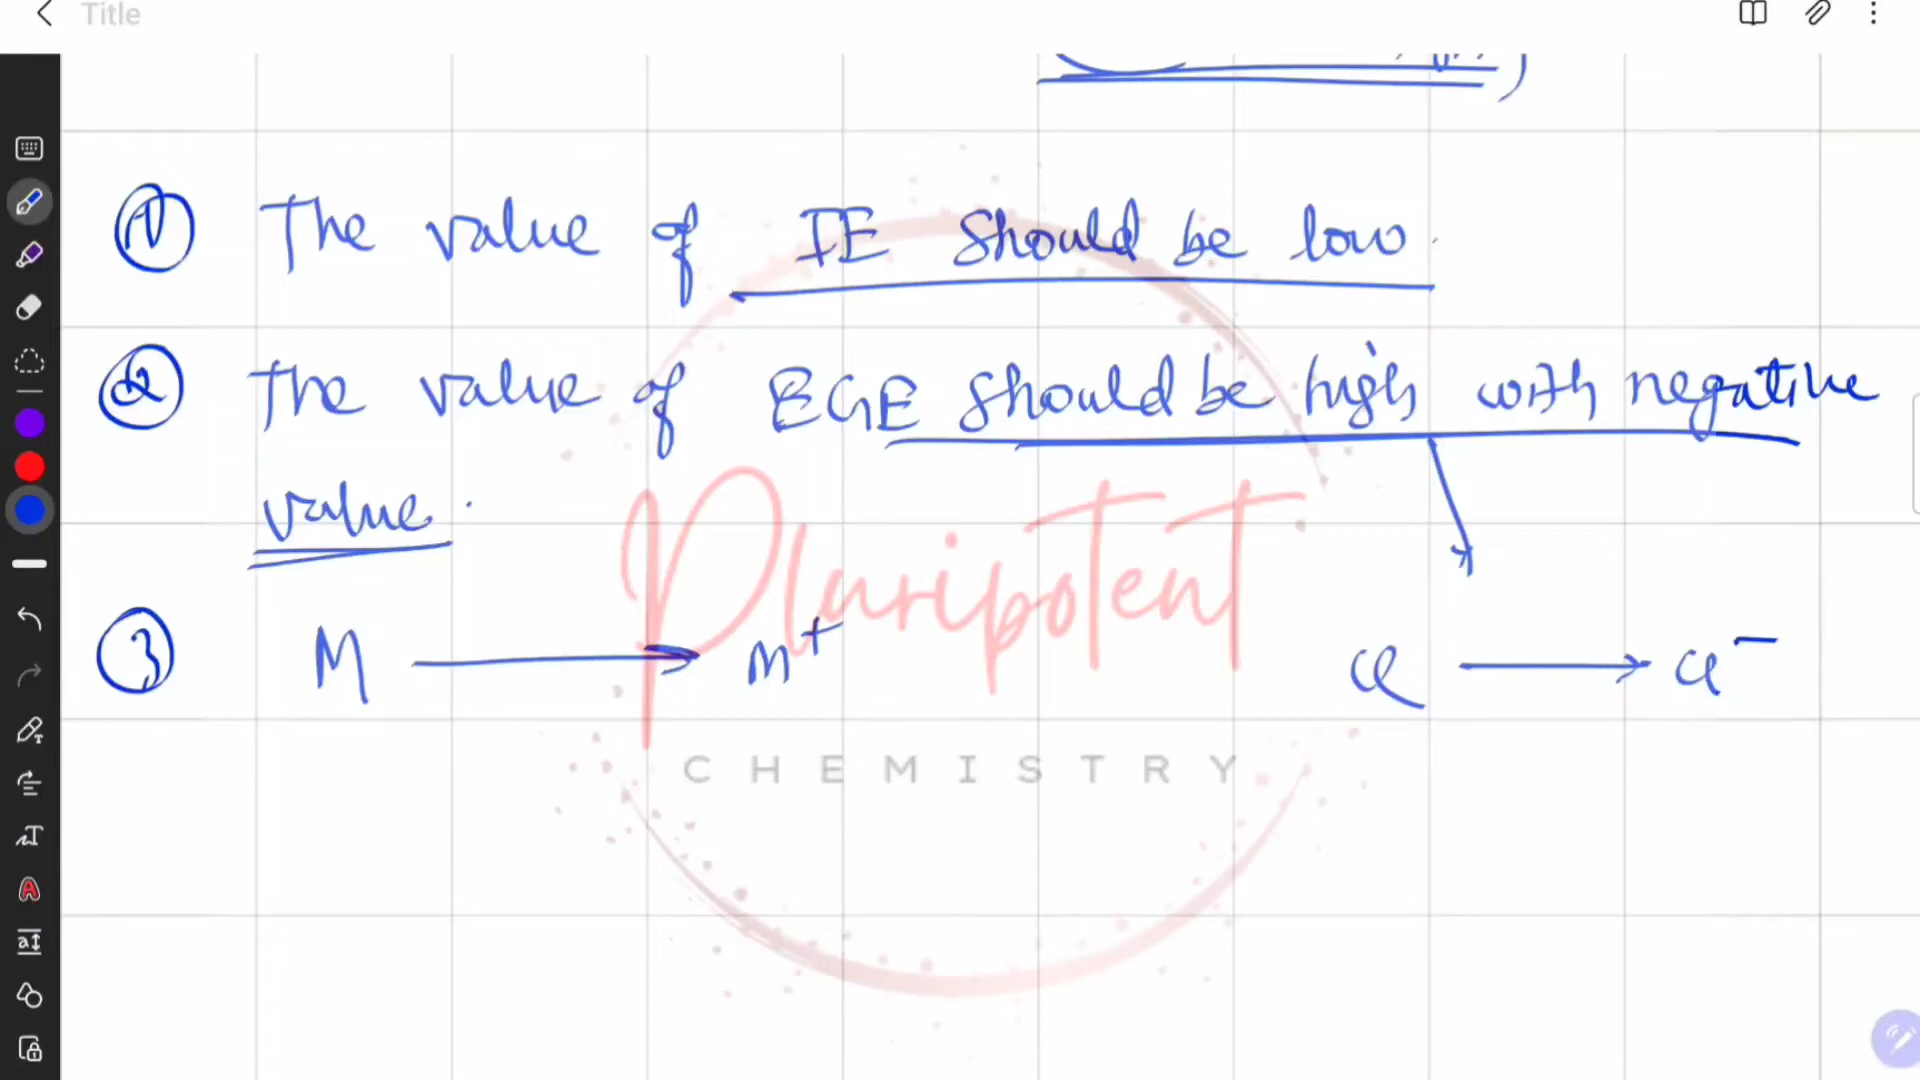 Title
① The value of IE should be low.
② The value of EGE should be high with negative
value.
③ M → M⁺ Cl → Cl⁻
Pluripotent
CHEMISTRY